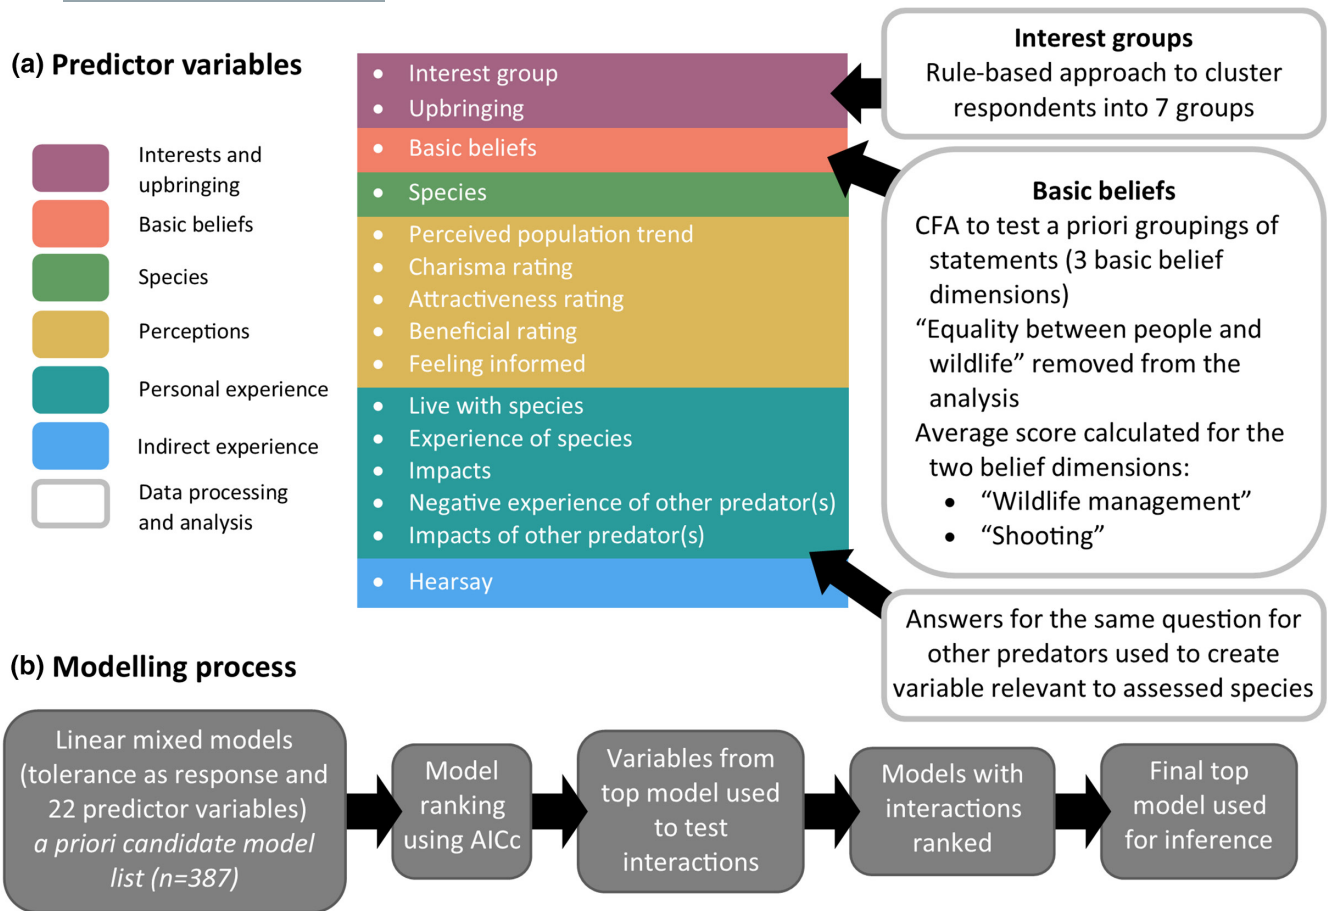 (a) Predictor variables
Interests and
upbringing
Basic beliefs
Species
Perceptions
Personal experience
Indirect experience
Data processing
and analysis
• Interest group
• Upbringing
• Basic beliefs
• Species
• Perceived population trend
• Charisma rating
• Attractiveness rating
• Beneficial rating
• Feeling informed
• Live with species
• Experience of species
• Impacts
• Negative experience of other predator(s)
• Impacts of other predator(s)
• Hearsay
Interest groups
Rule-based approach to cluster
respondents into 7 groups
Basic beliefs
CFA to test a priori groupings of
statements (3 basic belief
dimensions)
“Equality between people and
wildlife” removed from the
analysis
Average score calculated for the
two belief dimensions:
• “Wildlife management”
• “Shooting”
Answers for the same question for
other predators used to create
variable relevant to assessed species
(b) Modelling process
Linear mixed models
(tolerance as response and
22 predictor variables)
a priori candidate model
list (n=387)
Model
ranking
using AICc
Variables from
top model used
to test
interactions
Models with
interactions
ranked
Final top
model used
for inference